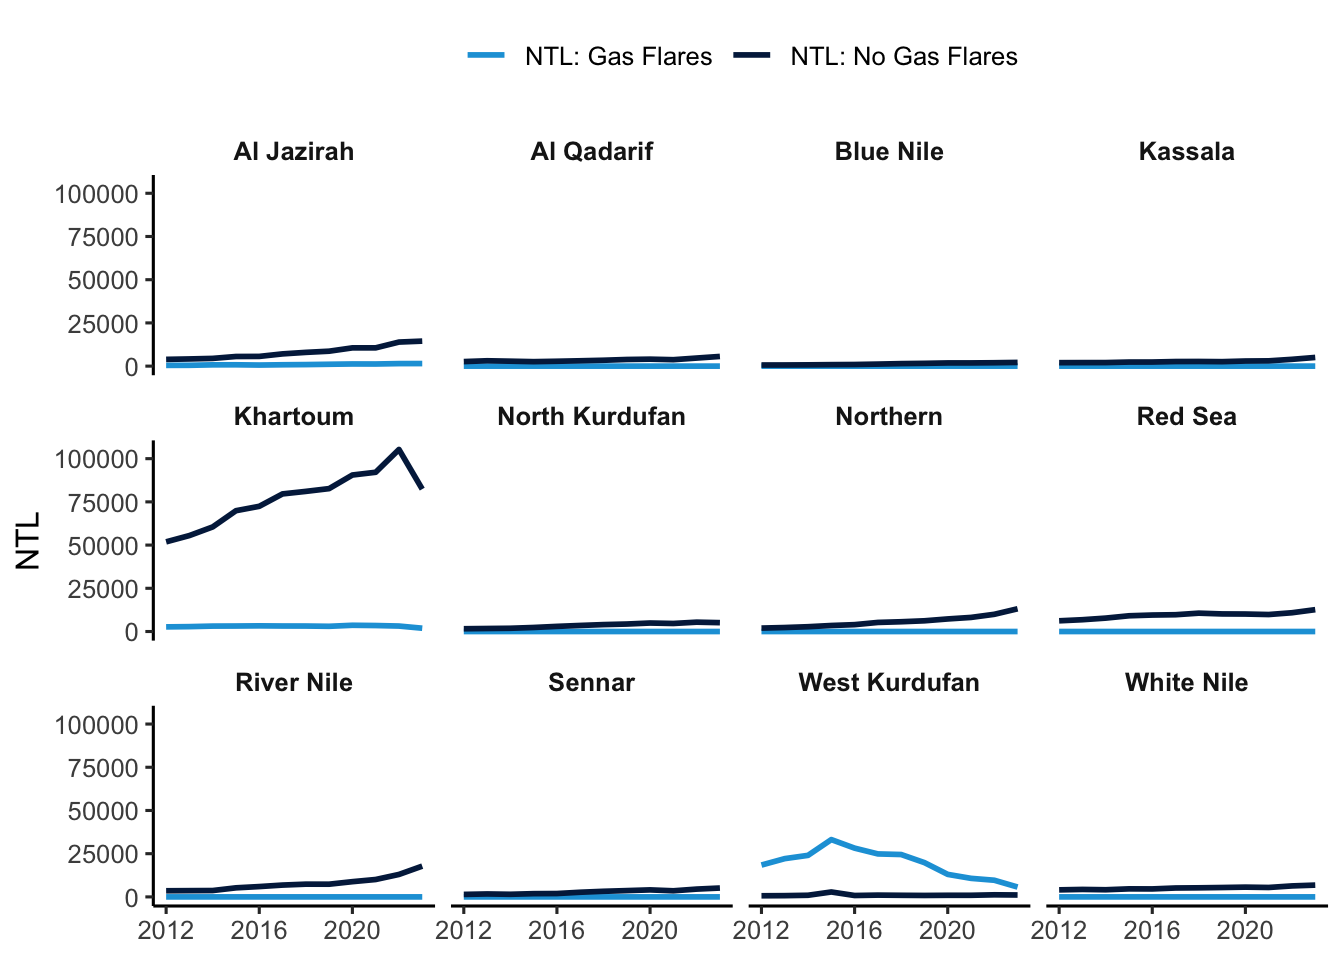 NTL: Gas Flares NTL: No Gas Flares
Al Jazirah Al Qadarif Blue Nile Kassala
100000
75000
50000
25000
0
Khartoum North Kurdufan Northern Red Sea
100000
75000
50000
25000
0
NTL
River Nile Sennar West Kurdufan White Nile
100000
75000
50000
25000
0
2012 2016 2020 2012 2016 2020 2012 2016 2020 2012 2016 2020